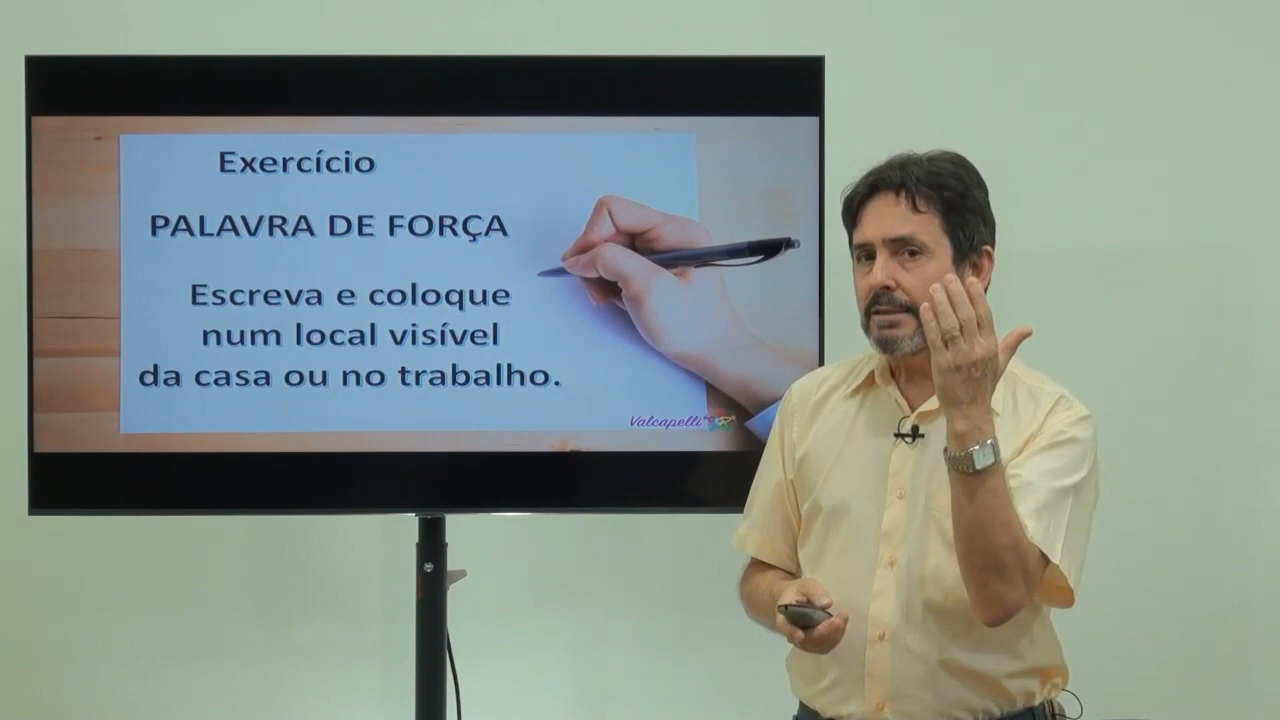 Exercício
PALAVRA DE FORÇA
Escreva e coloque
num local visível
da casa ou no trabalho.
Valcapelli